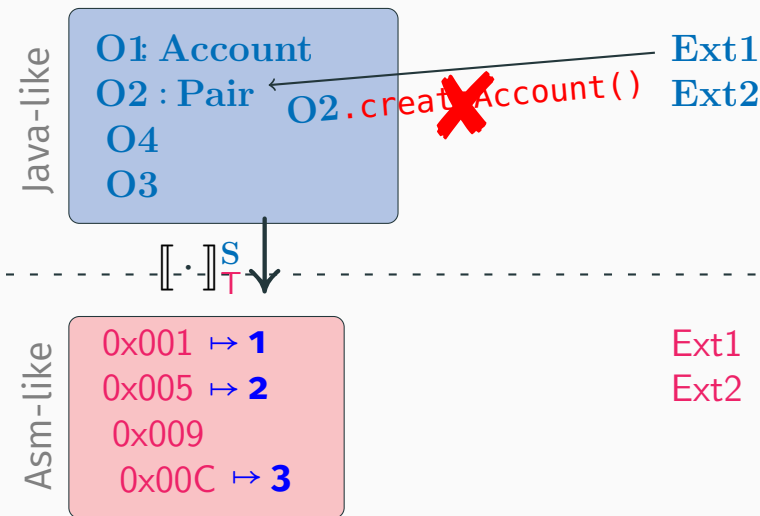 Java-like
O1: Account
O2 : Pair
O4
O3
O2.createAccount()
Ext1
Ext2
⟦·⟧S T
Asm-like
0x001 ↦ 1
0x005 ↦ 2
0x009
0x00C ↦ 3
Ext1
Ext2